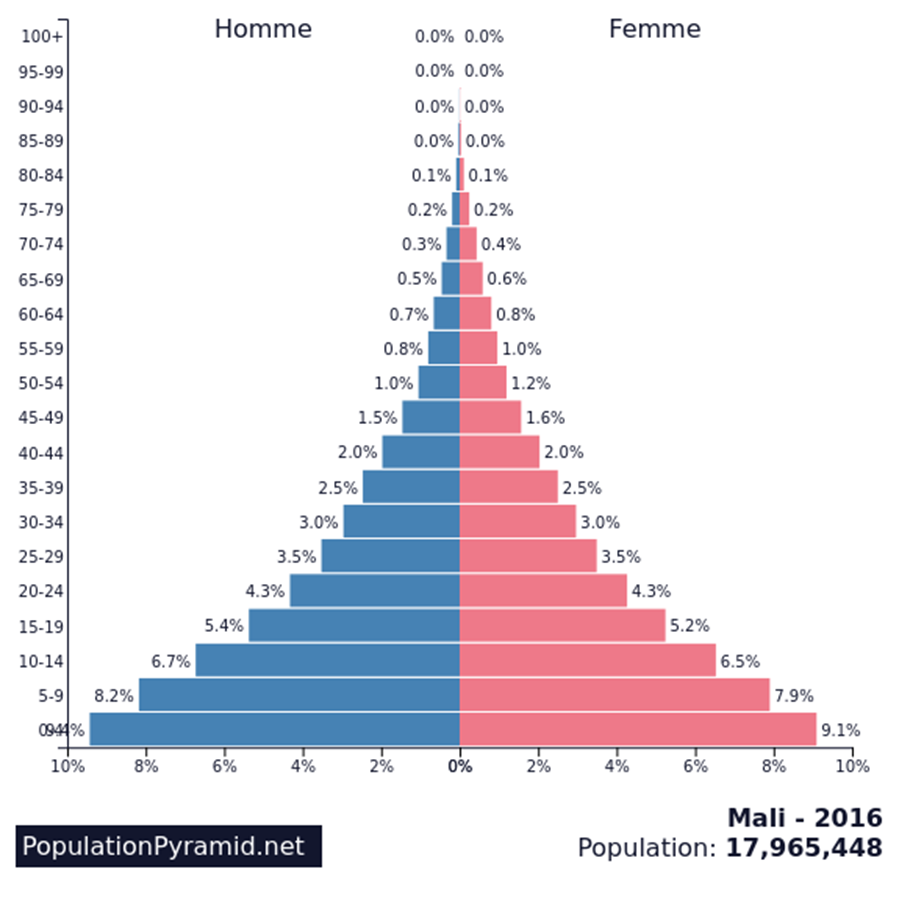 Homme Femme
100+ 0.0% 0.0%
95-99 0.0% 0.0%
90-94 0.0% 0.0%
85-89 0.0% 0.0%
80-84 0.1% 0.1%
75-79 0.2% 0.2%
70-74 0.3% 0.4%
65-69 0.5% 0.6%
60-64 0.7% 0.8%
55-59 0.8% 1.0%
50-54 1.0% 1.2%
45-49 1.5% 1.6%
40-44 2.0% 2.0%
35-39 2.5% 2.5%
30-34 3.0% 3.0%
25-29 3.5% 3.5%
20-24 4.3% 4.3%
15-19 5.4% 5.2%
10-14 6.7% 6.5%
5-9 8.2% 7.9%
0-4 9.4% 9.1%
10% 8% 6% 4% 2% 0% 2% 4% 6% 8% 10%
Mali - 2016
PopulationPyramid.net Population: 17,965,448